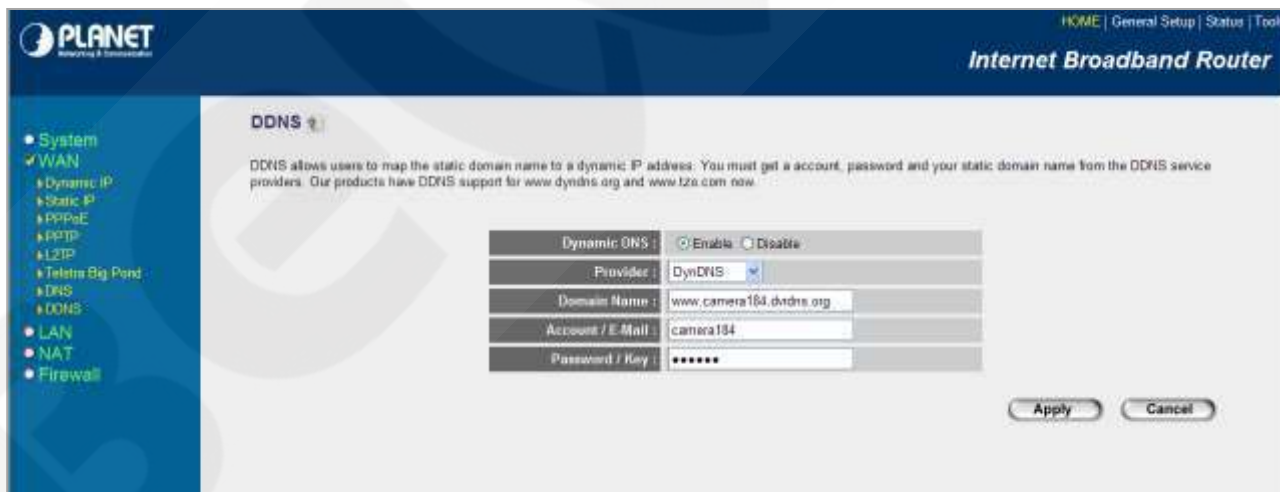 PLANET
Networking & Communication
HOME | General Setup | Status | Tool
Internet Broadband Router
System
WAN
Dynamic IP
Static IP
PPPoE
PPTP
L2TP
Telstra Big Pond
DNS
DDNS
LAN
NAT
Firewall
DDNS
DDNS allows users to map the static domain name to a dynamic IP address. You must get a account, password and your static domain name from the DDNS service
providers. Our products have DDNS support for www.dyndns.org and www.tzo.com now.
Dynamic DNS : Enable Disable
Provider : DynDNS
Domain Name : www.camera184.dvrdns.org
Account / E-Mail : camera184
Password / Key : ••••••
Apply Cancel